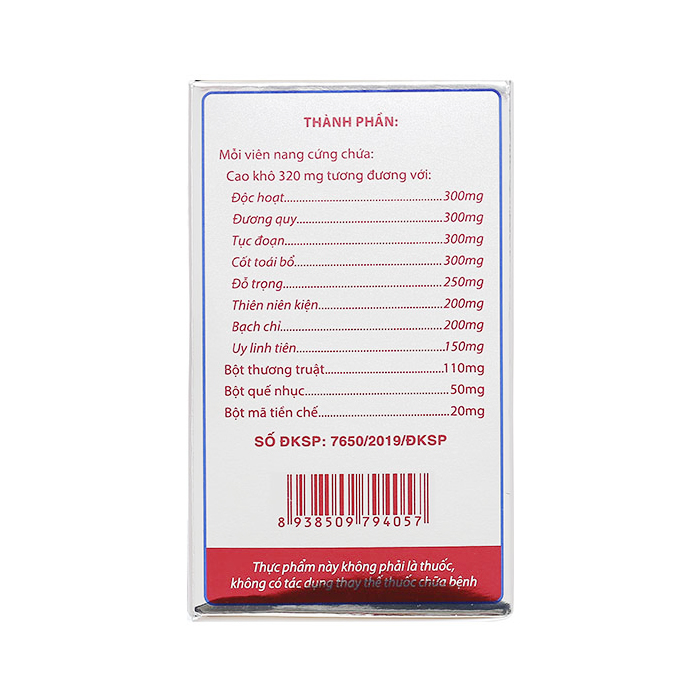 THÀNH PHẦN:
Mỗi viên nang cứng chứa:
Cao khô 320 mg tương đương với:
Độc hoạt........................................300mg
Đương quy.....................................300mg
Tục đoạn........................................300mg
Cốt toái bổ......................................300mg
Đỗ trọng.........................................250mg
Thiên niên kiện...............................200mg
Bạch chỉ.........................................200mg
Uy linh tiên.....................................150mg
Bột thương truật.............................110mg
Bột quế nhục....................................50mg
Bột mã tiền chế.................................20mg
SỐ ĐKSP: 7650/2019/ĐKSP
8 938509 794057
Thực phẩm này không phải là thuốc,
không có tác dụng thay thế thuốc chữa bệnh